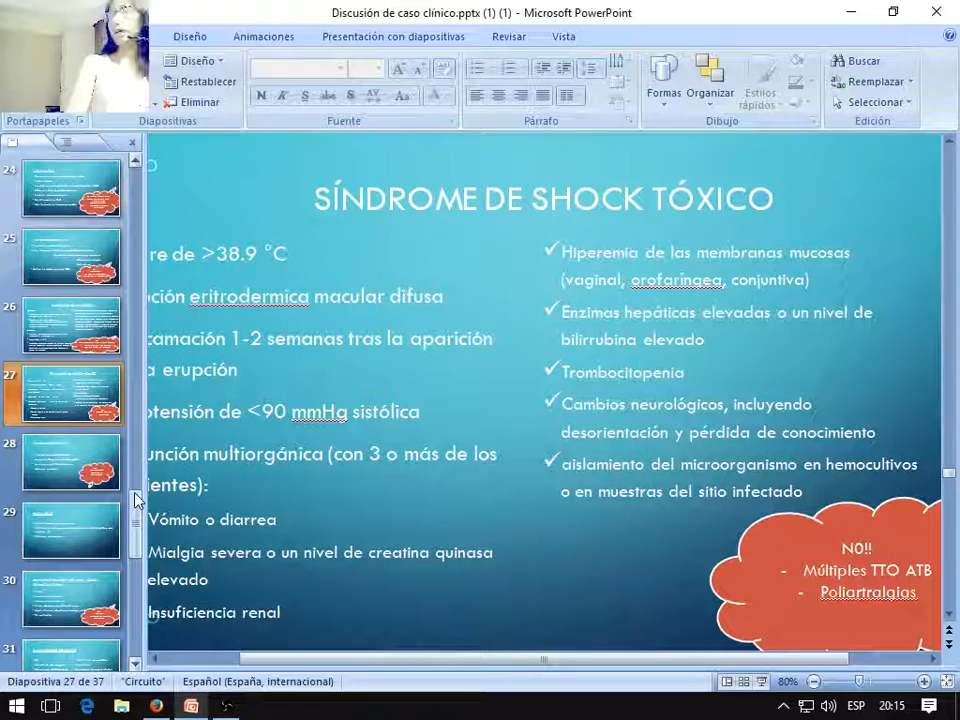 Discusión de caso clínico.pptx (1) (1) - Microsoft PowerPoint
Diseño
Animaciones
Presentación con diapositivas
Revisar
Vista
Diseño
Restablecer
Eliminar
Formas
Organizar
Estilos
rápidos
Buscar
Reemplazar
Seleccionar
Portapapeles
Diapositivas
Fuente
Párrafo
Dibujo
Edición
24
25
26
27
28
29
30
31
SÍNDROME DE SHOCK TÓXICO
re de >38.9 °C
ción eritrodermica macular difusa
camación 1-2 semanas tras la aparición
a erupción
otensión de <90 mmHg sistólica
unción multiorgánica (con 3 o más de los
ientes):
Vómito o diarrea
Mialgia severa o un nivel de creatina quinasa
elevado
Insuficiencia renal
Hiperemia de las membranas mucosas
(vaginal, orofaríngea, conjuntiva)
Enzimas hepáticas elevadas o un nivel de
bilirrubina elevado
Trombocitopenia
Cambios neurológicos, incluyendo
desorientación y pérdida de conocimiento
aislamiento del microorganismo en hemocultivos
o en muestras del sitio infectado
NO!!
- Múltiples TTO ATB
- Poliartralgias
Diapositiva 27 de 37
"Circuito"
Español (España, internacional)
80%
ESP
20:15